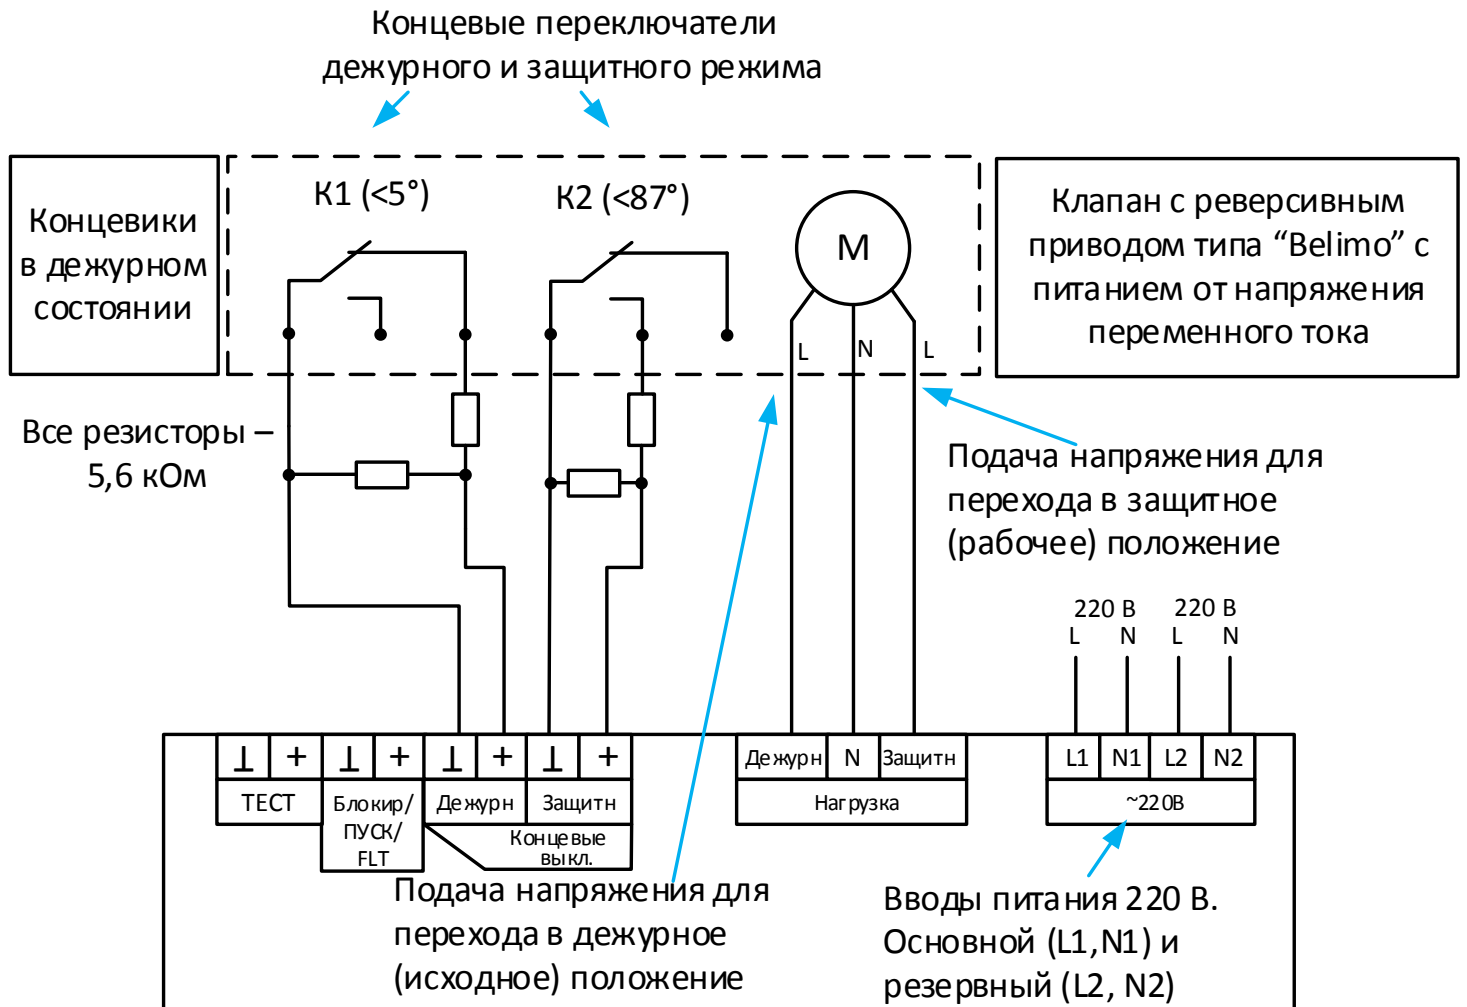 Концевые переключатели
дежурного и защитного режима
Концевики
в дежурном
состоянии
К1 (<5°)
К2 (<87°)
М
L
N
L
Клапан с реверсивным
приводом типа “Belimo” с
питанием от напряжения
переменного тока
Все резисторы –
5,6 кОм
Подача напряжения для
перехода в защитное
(рабочее) положение
220 В
220 В
L
N
L
N
⊥
+
⊥
+
⊥
+
⊥
+
ТЕСТ
Блокир/
ПУСК/
FLT
Дежурн
Защитн
Концевые
выкл.
Дежурн
N
Защитн
Нагрузка
L1
N1
L2
N2
~220В
Подача напряжения для
перехода в дежурное
(исходное) положение
Вводы питания 220 В.
Основной (L1,N1) и
резервный (L2, N2)